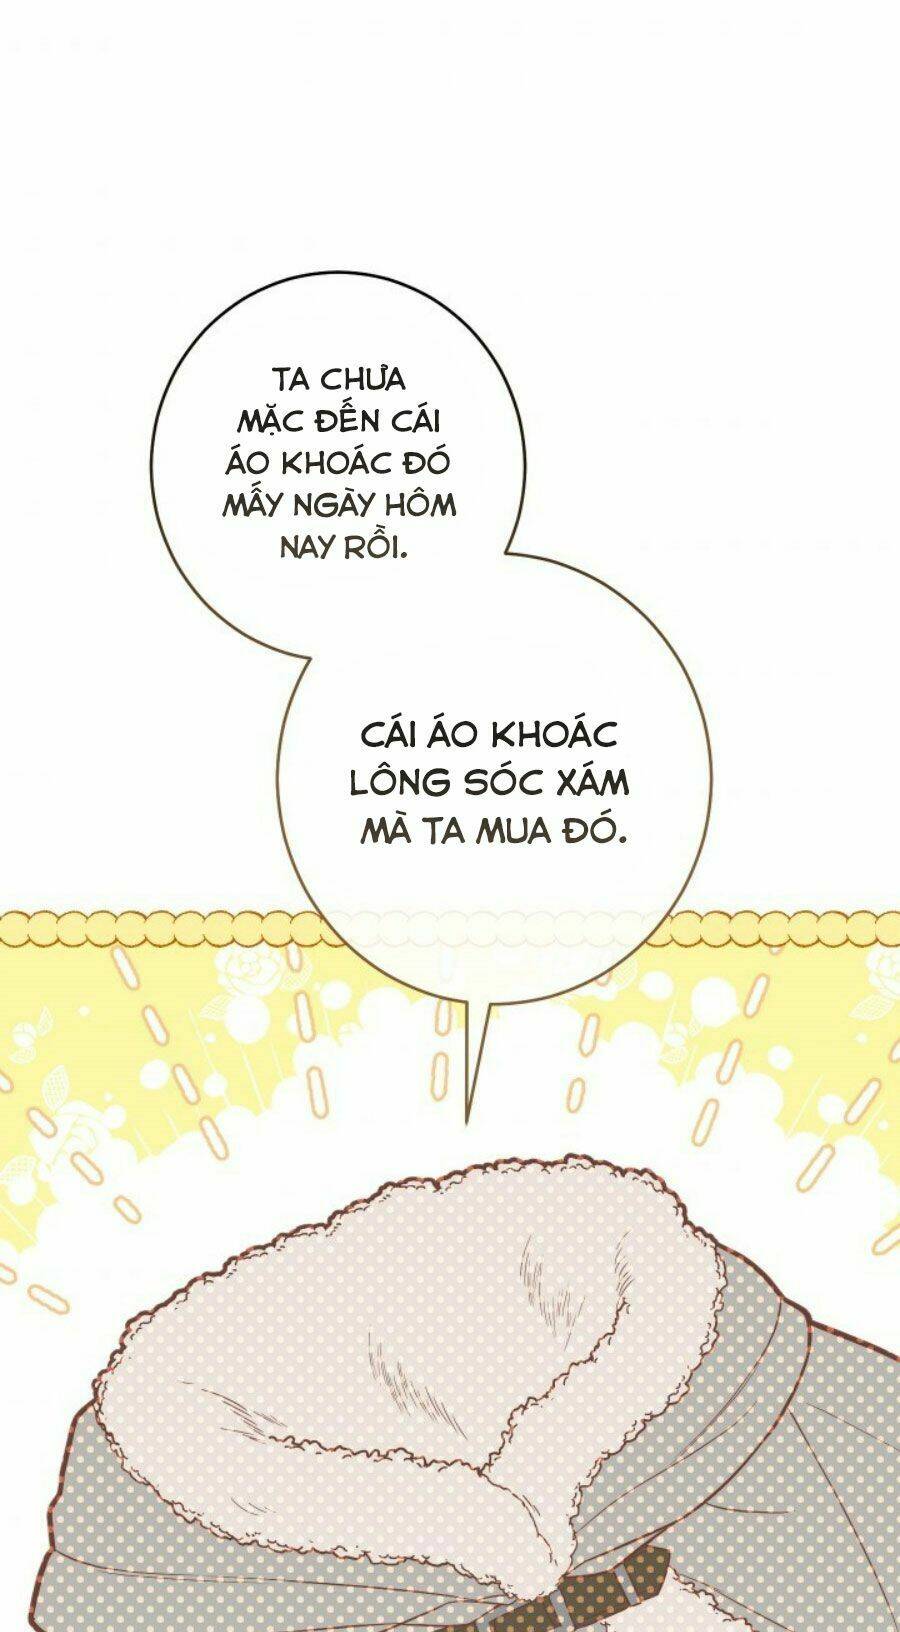 TA CHƯA
MẶC ĐẾN CÁI
ÁO KHOÁC ĐÓ
MẤY NGÀY HÔM
NAY RỒI.
CÁI ÁO KHOÁC
LÔNG SÓC XÁM
MÀ TA MUA ĐÓ.